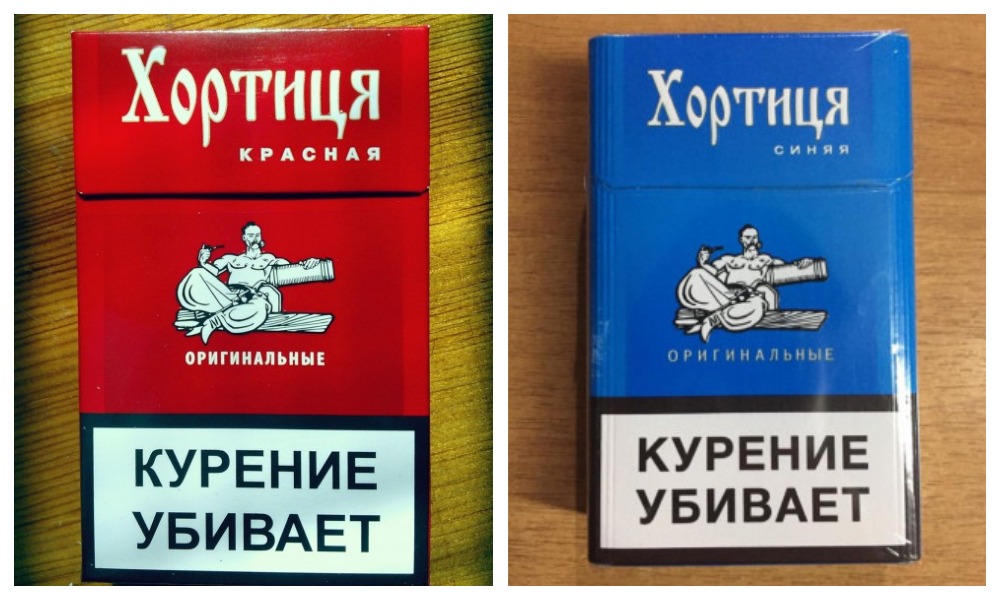 Хортиця
КРАСНАЯ
ОРИГИНАЛЬНЫЕ
КУРЕНИЕ
УБИВАЕТ
Хортиця
СИНЯЯ
ОРИГИНАЛЬНЫЕ
КУРЕНИЕ
УБИВАЕТ